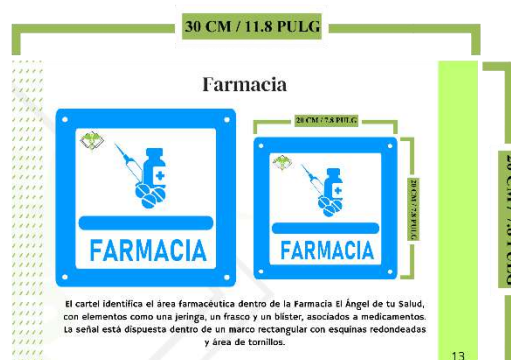 30 CM / 11.8 PULG
Farmacia
20 CM / 7.8 PULG
20 CM / 7.8 PULG
FARMACIA
FARMACIA
El cartel identifica el área farmacéutica dentro de la Farmacia El Ángel de tu Salud,
con elementos como una jeringa, un frasco y un blíster, asociados a medicamentos.
La señal está dispuesta dentro de un marco rectangular con esquinas redondeadas
y área de tornillos.
13